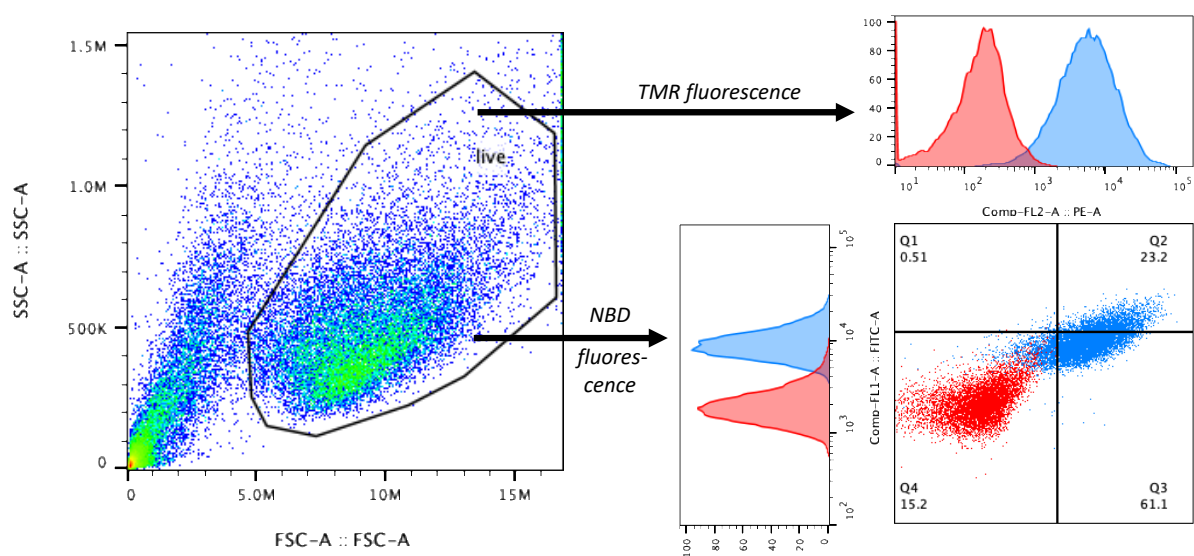 1.5M
1.0M
500K
0
SSC-A :: SSC-A
live
0
5.0M
10M
15M
FSC-A :: FSC-A
TMR fluorescence
NBD
fluores-
cence
100
80
60
40
20
0
10^1
10^2
10^3
10^4
10^5
Comp-FL2-A :: PE-A
10^5
10^4
10^3
10^2
100
80
60
40
20
0
Comp-FL1-A :: FITC-A
Q1
0.51
Q2
23.2
Q4
15.2
Q3
61.1